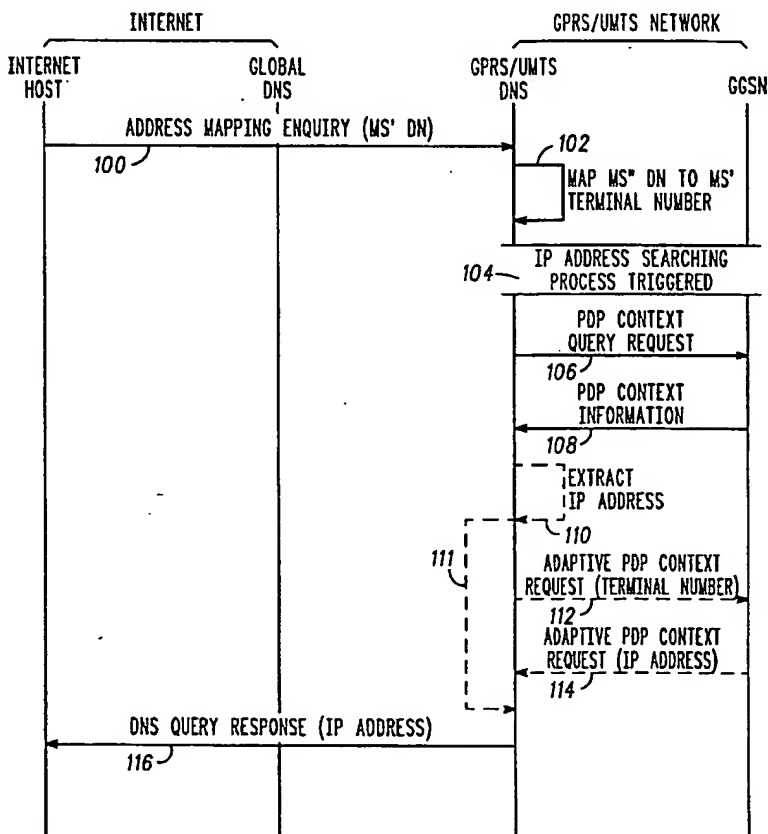 INTERNET
GPRS/UMTS NETWORK
INTERNET
HOST
GLOBAL
DNS
GPRS/UMTS
DNS
GGSN
ADDRESS MAPPING ENQUIRY (MS' DN)
100
102
MAP MS" DN TO MS'
TERMINAL NUMBER
104
IP ADDRESS SEARCHING
PROCESS TRIGGERED
PDP CONTEXT
QUERY REQUEST
106
PDP CONTEXT
INFORMATION
108
EXTRACT
IP ADDRESS
110
111
ADAPTIVE PDP CONTEXT
REQUEST (TERMINAL NUMBER)
112
ADAPTIVE PDP CONTEXT
REQUEST (IP ADDRESS)
114
DNS QUERY RESPONSE (IP ADDRESS)
116